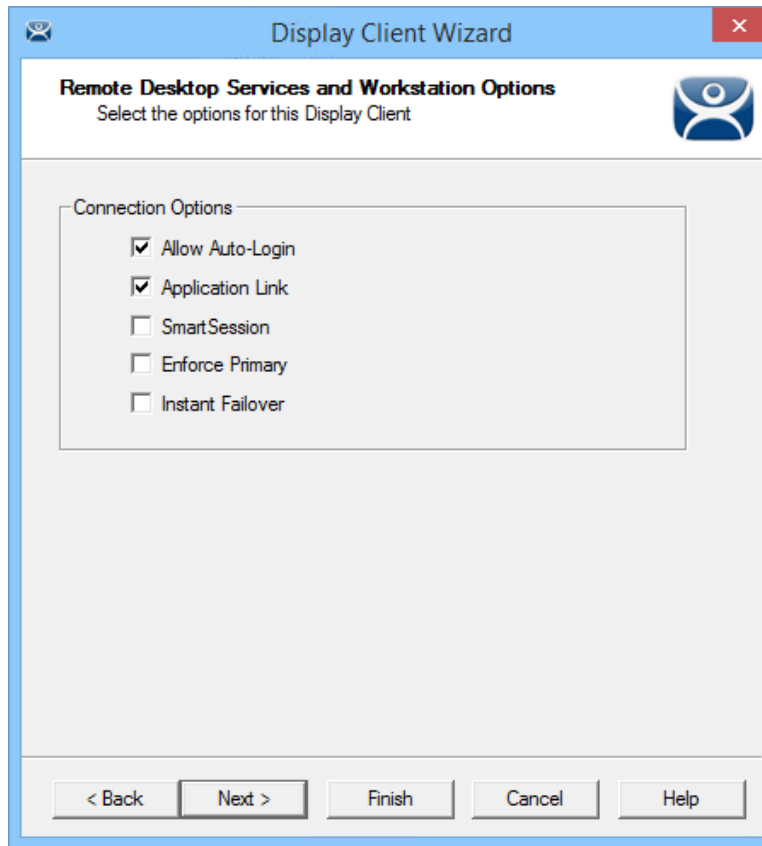 Display Client Wizard
Remote Desktop Services and Workstation Options
Select the options for this Display Client
Connection Options
Allow Auto-Login
Application Link
SmartSession
Enforce Primary
Instant Failover
< Back Next > Finish Cancel Help